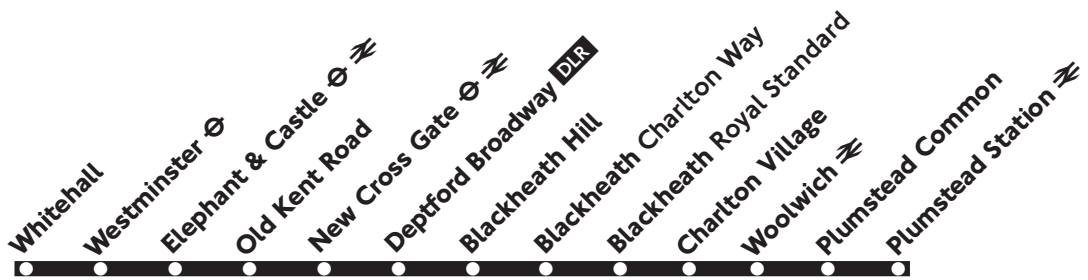 Whitehall
Westminster
Elephant & Castle
Old Kent Road
New Cross Gate
Deptford Broadway DLR
Blackheath Hill
Blackheath Charlton Way
Blackheath Royal Standard
Charlton Village
Woolwich
Plumstead Common
Plumstead Station